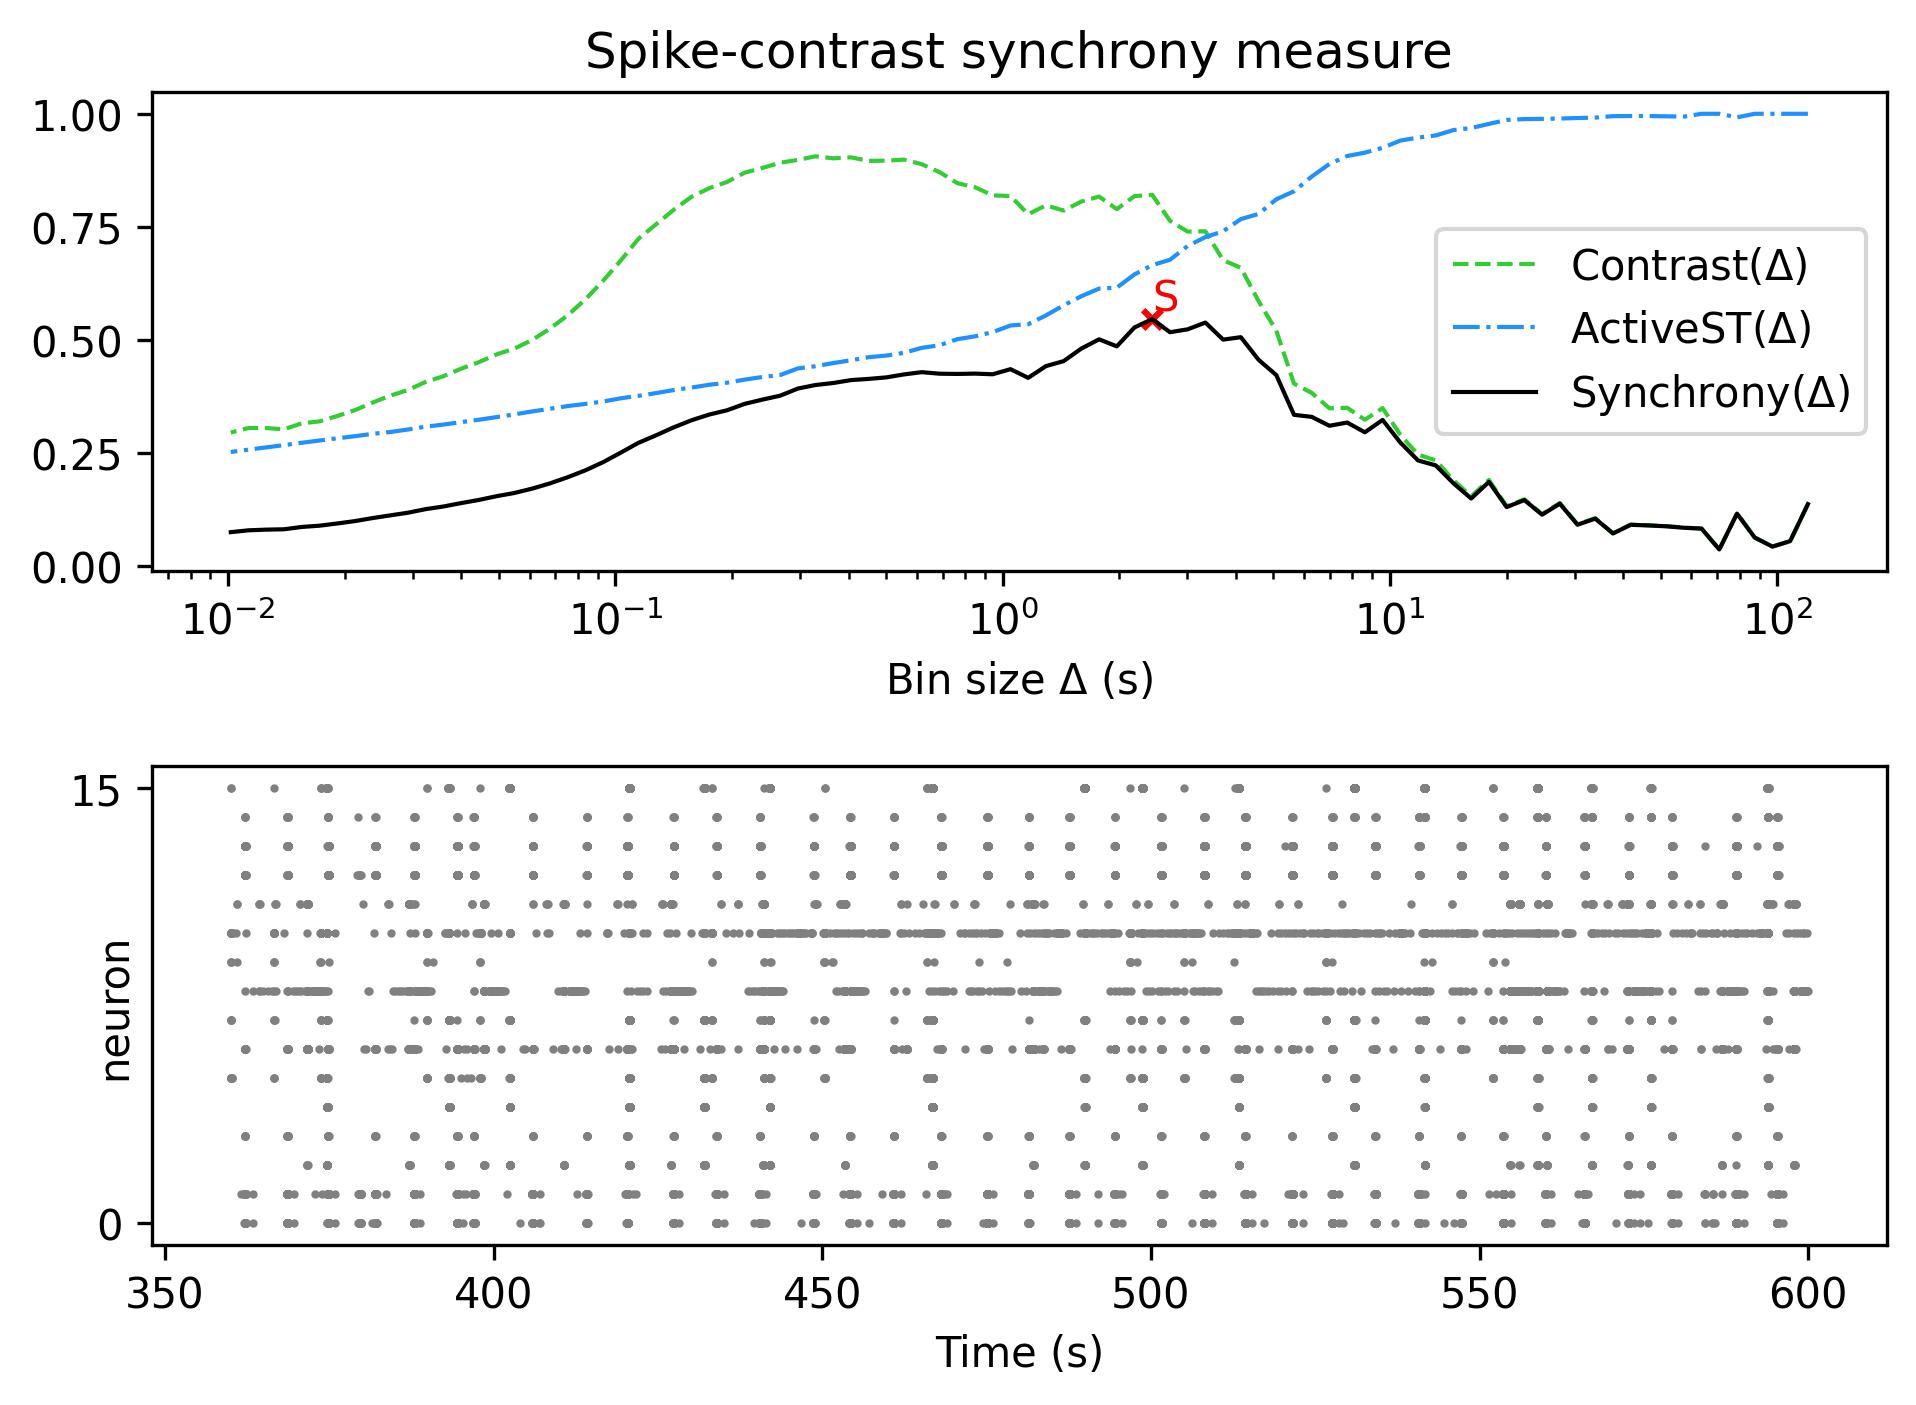 Spike-contrast synchrony measure
1.00
0.75
0.50
0.25
0.00
S
Contrast(Δ)
ActiveST(Δ)
Synchrony(Δ)
10⁻² 10⁻¹ 10⁰ 10¹ 10²
Bin size Δ (s)
15
neuron
0
350 400 450 500 550 600
Time (s)